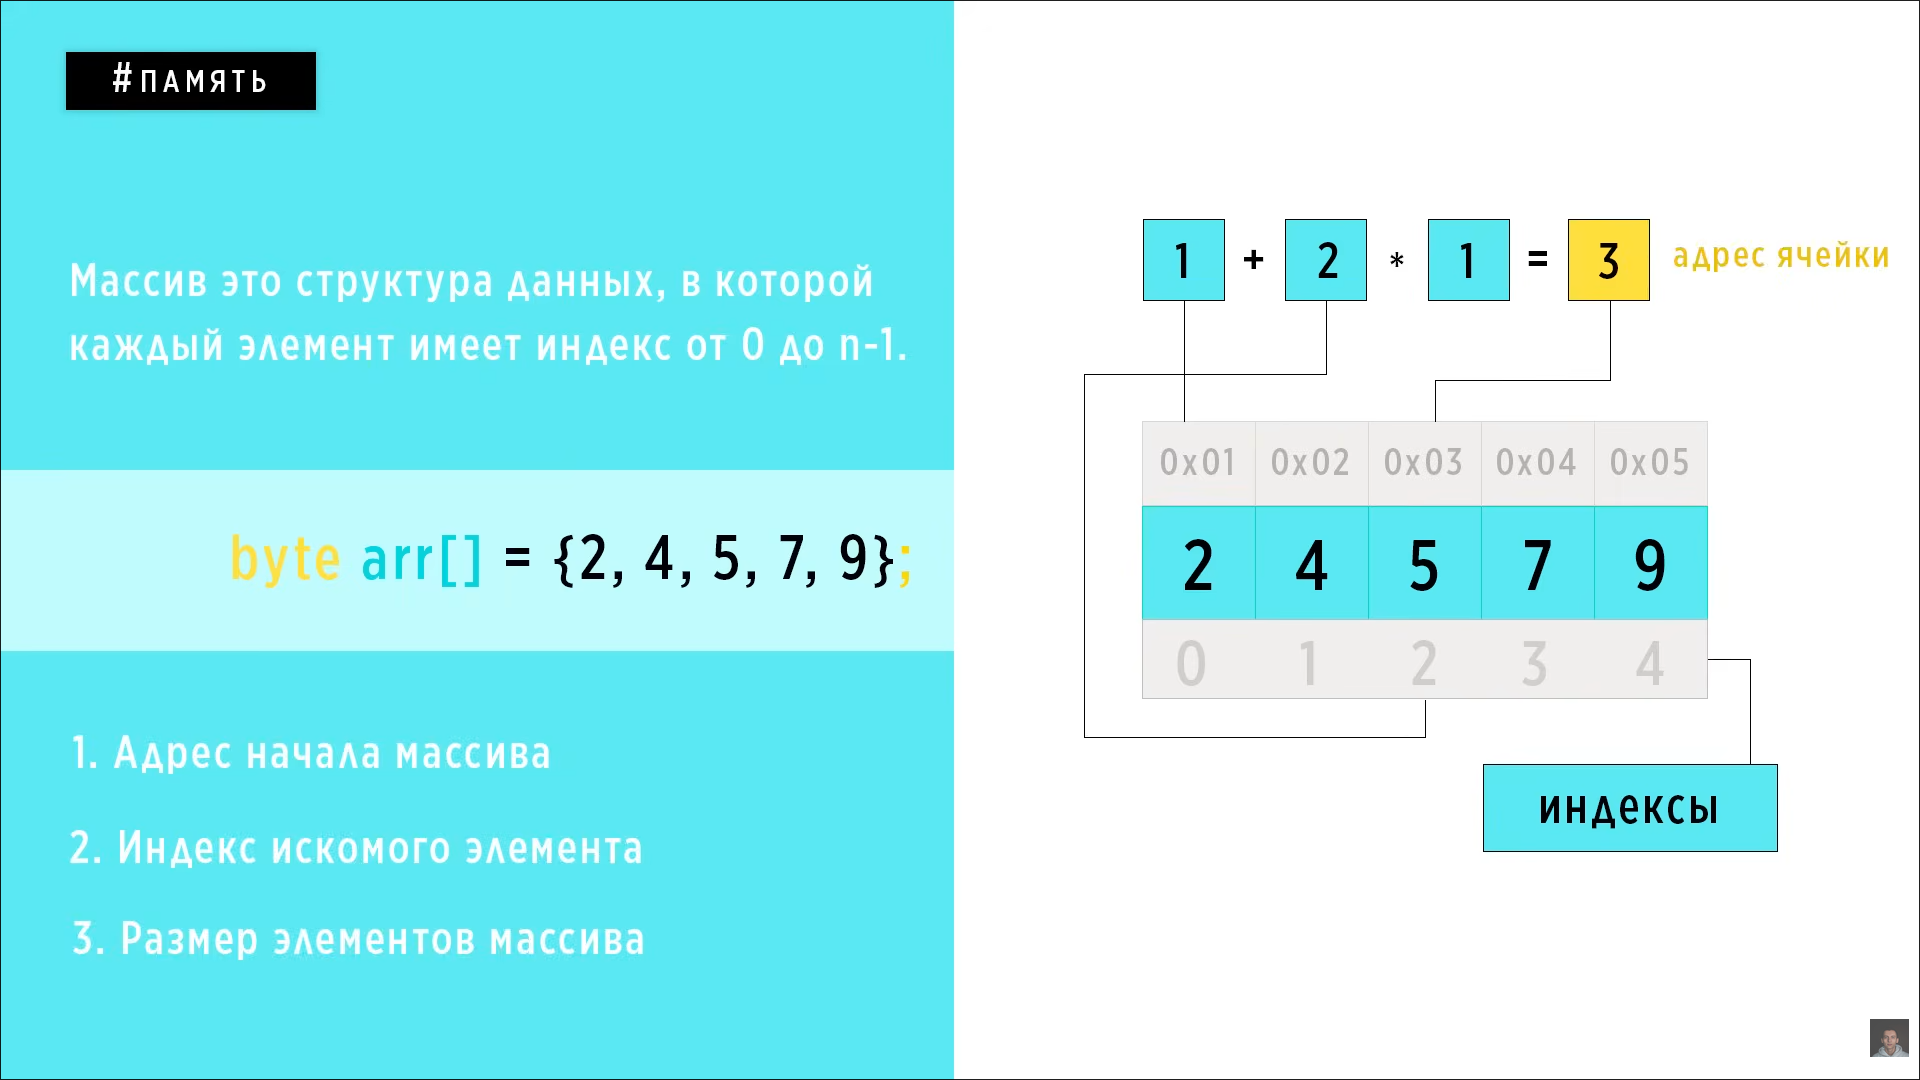 #ПАМЯТЬ
Массив это структура данных, в которой
каждый элемент имеет индекс от 0 до n-1.
byte arr[] = {2, 4, 5, 7, 9};
1. Адрес начала массива
2. Индекс искомого элемента
3. Размер элементов массива
1 + 2 * 1 = 3 адрес ячейки
0x01 0x02 0x03 0x04 0x05
2 4 5 7 9
0 1 2 3 4
индексы